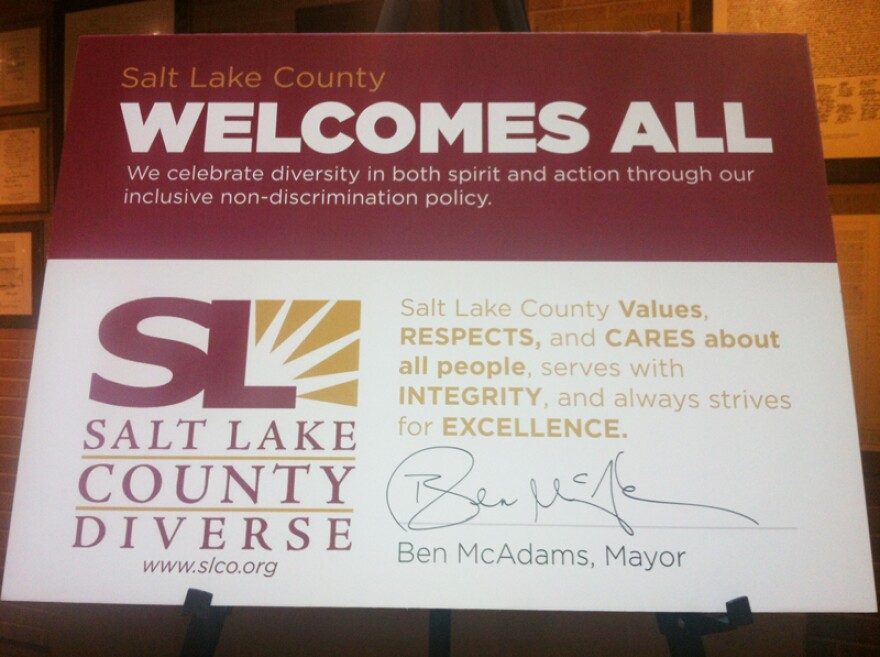 Salt Lake County
WELCOMES ALL
We celebrate diversity in both spirit and action through our
inclusive non-discrimination policy.
SL
SALT LAKE
COUNTY
DIVERSE
www.slco.org
Salt Lake County Values,
RESPECTS, and CARES about
all people, serves with
INTEGRITY, and always strives
for EXCELLENCE.
Ben McAdams, Mayor